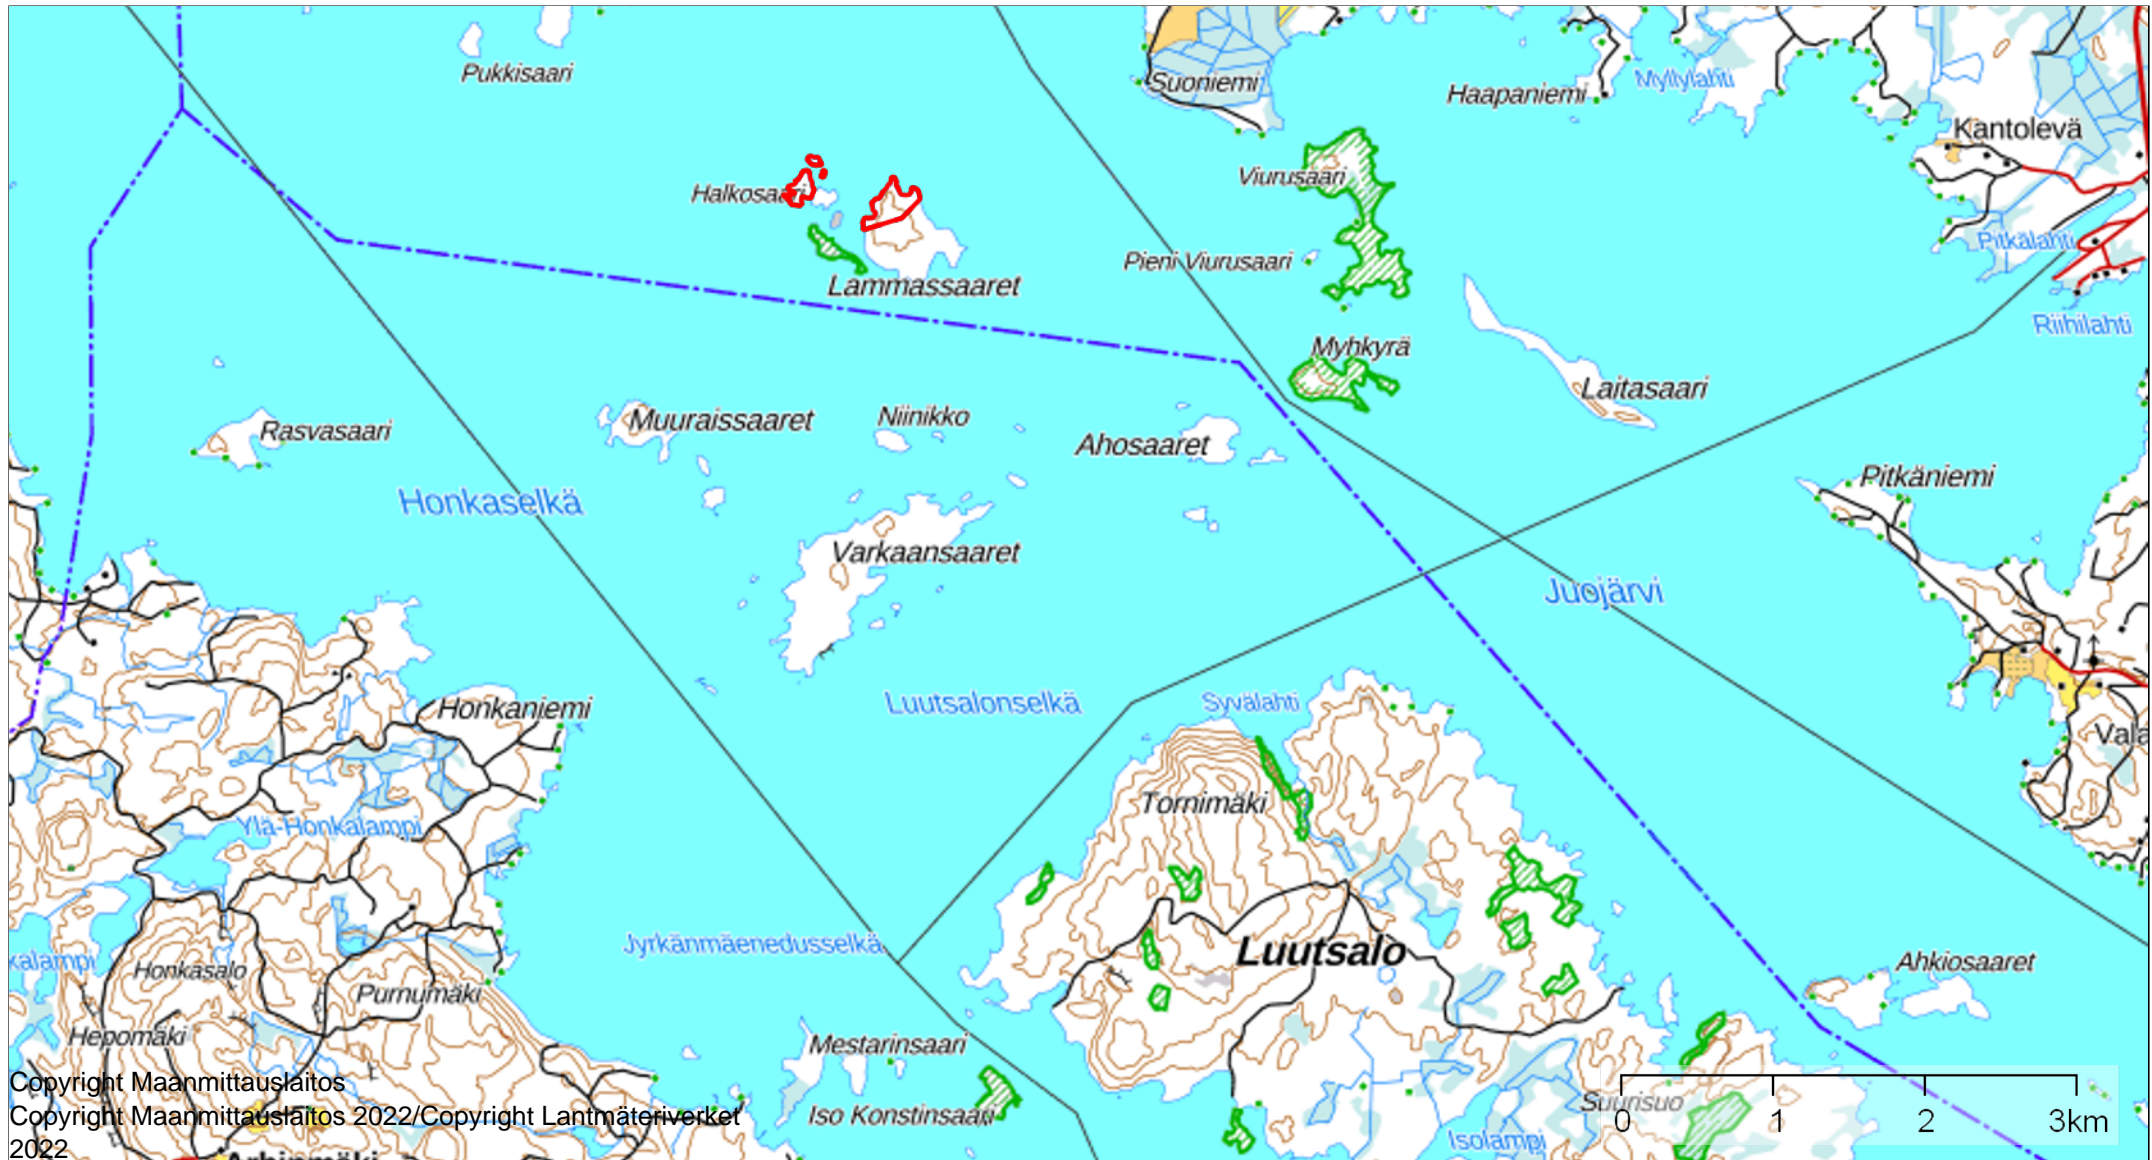 Pukkisaari
Suoniemi
Haapaniemi
Myllylahti
Kantolevä
Halkosaari
Viurusaari
Pitkälahti
Pieni Viurusaari
Lammassaaret
Riihilahti
Myhkyrä
Laitasaari
Rasvasaari
Muuraissaaret
Niinikko
Ahosaaret
Pitkäniemi
Honkaselkä
Varkaansaaret
Juojärvi
Honkaniemi
Luutsalonselkä
Syvälahti
Vala
Tornimäki
Ylä-Honkalampi
Jyrkänmäenedusselkä
Luutsalo
kalampi
Honkasalo
Ahkiosaaret
Purnumäki
Hepomäki
Mestarinsaari
Copyright Maanmittauslaitos
Iso Konstinsaari
Suurisuo
0 1 2 3km
Copyright Maanmittauslaitos 2022/Copyright Lantmäteriverket
2022
Isolampi